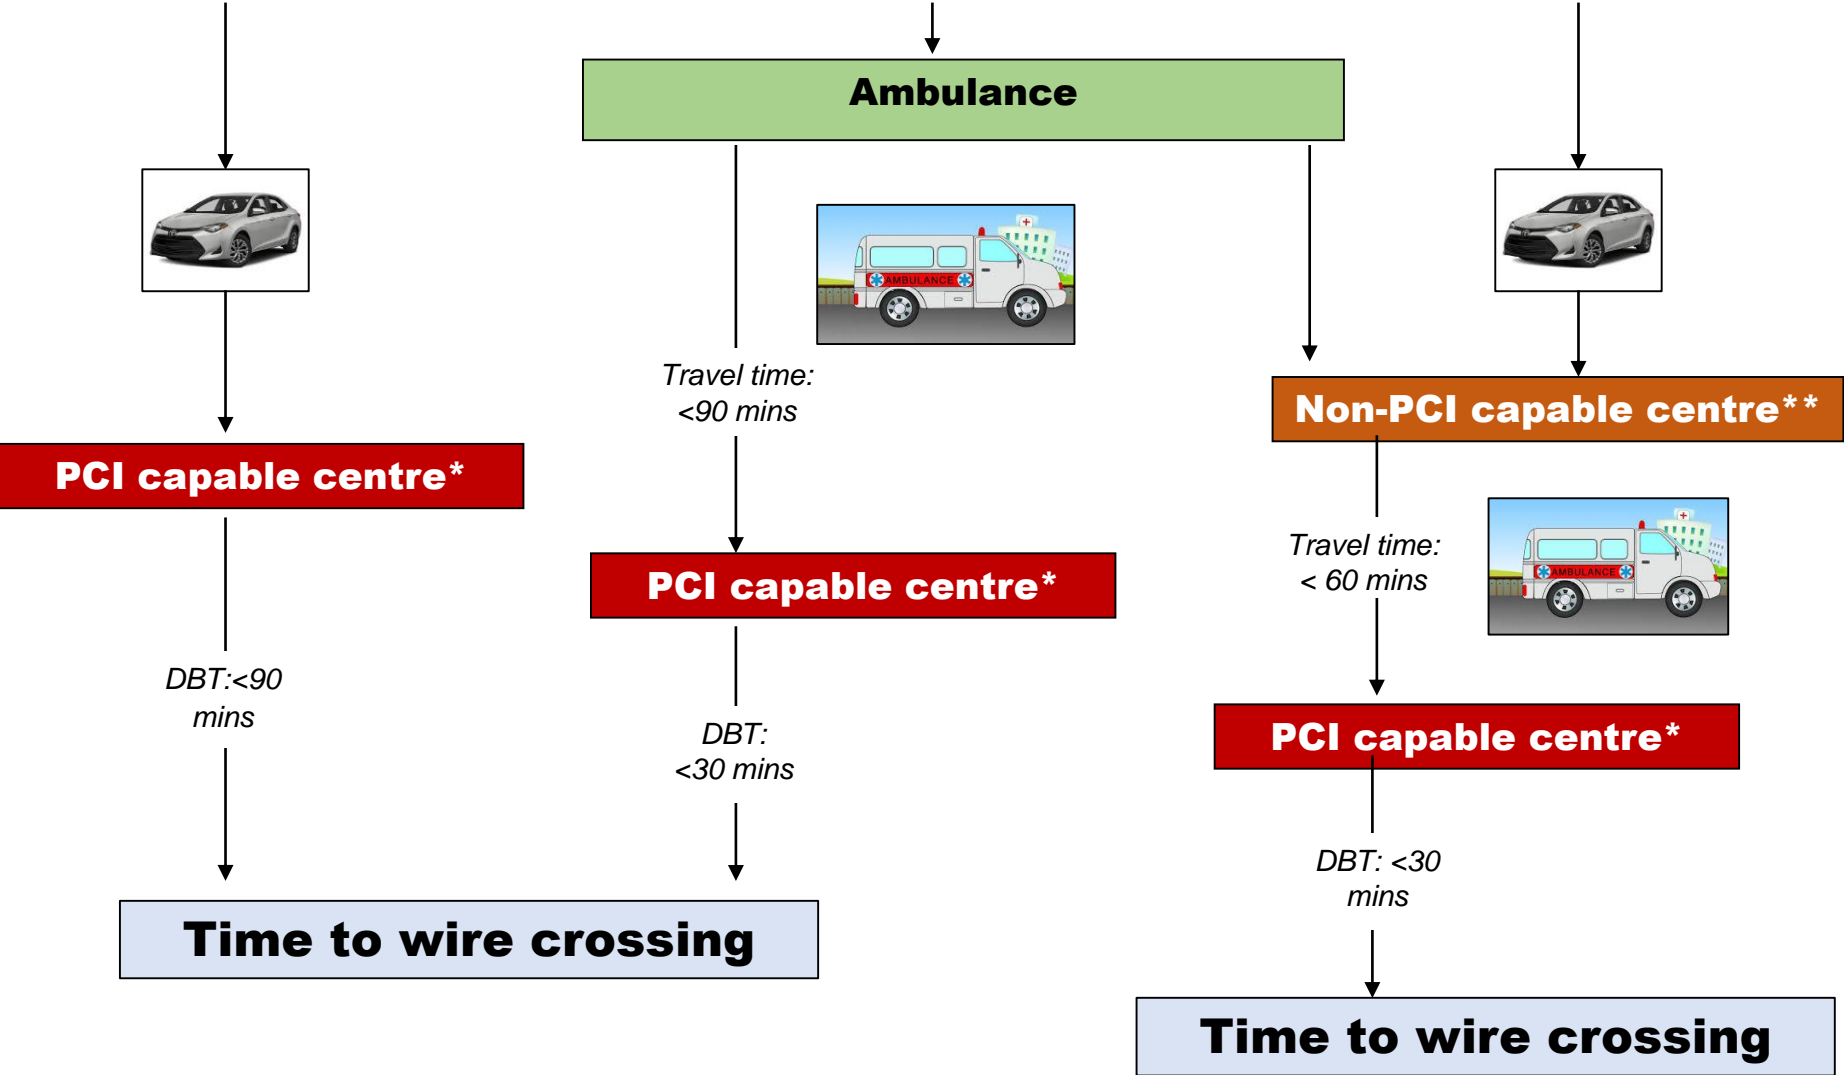 Ambulance
AMBULANCE
Travel time:
<90 mins
Non-PCI capable centre**
PCI capable centre*
Travel time:
< 60 mins
AMBULANCE
PCI capable centre*
DBT:<90
mins
PCI capable centre*
DBT:
<30 mins
DBT: <30
mins
Time to wire crossing
Time to wire crossing